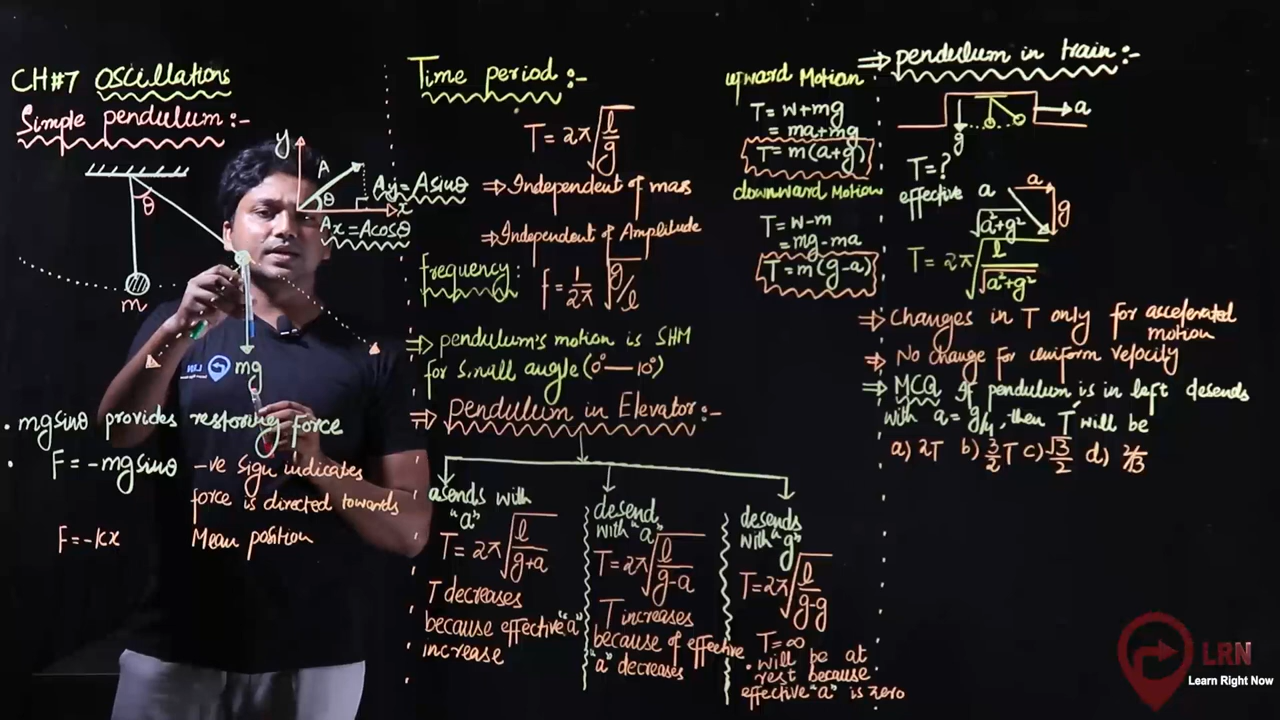 CH#7 Oscillations
Simple pendulum:-
θ
m
y
A
θ
x
Ay=Asinθ
Ax=Acosθ
mg
LRN
. mgsinθ provides restoring force
. F=-mgsinθ
-ve sign indicates
force is directed towards
Mean position
F=-kx
Time period:-
T=2π√l/g
⇒Independent of mass
⇒Independent of Amplitude
frequency:
f=1/2π √g/l
⇒ pendulum's motion is SHM
for small angle (0°—10°)
⇒ pendulum in Elevator:-
asends with
"a"
T=2π√l/g+a
T decreases
because effective "a"
increase
desend
with "a"
T=2π√l/g-a
T increases
because of effective
"a" decreases
desends
with "g"
T=2π√l/g-g
T=∞
. will be at
rest because
effective "a" is zero
upward Motion
T=w+mg
=ma+mg
T=m(a+g)
downward Motion
T=w-m
=mg-ma
T=m(g-a)
⇒ pendulum in train:-
a
g
T=?
effective a
√a²+g²
a
g
T=2π√l/√a²+g²
⇒ Changes in T only for accelerated
motion
⇒ No change for uniform velocity
⇒ MCQ If pendulum is in left desends
with a=g/4, then T' will be
a) 2T b) 3/2T c) √3/2 d) 2/√3
LRN
Learn Right Now